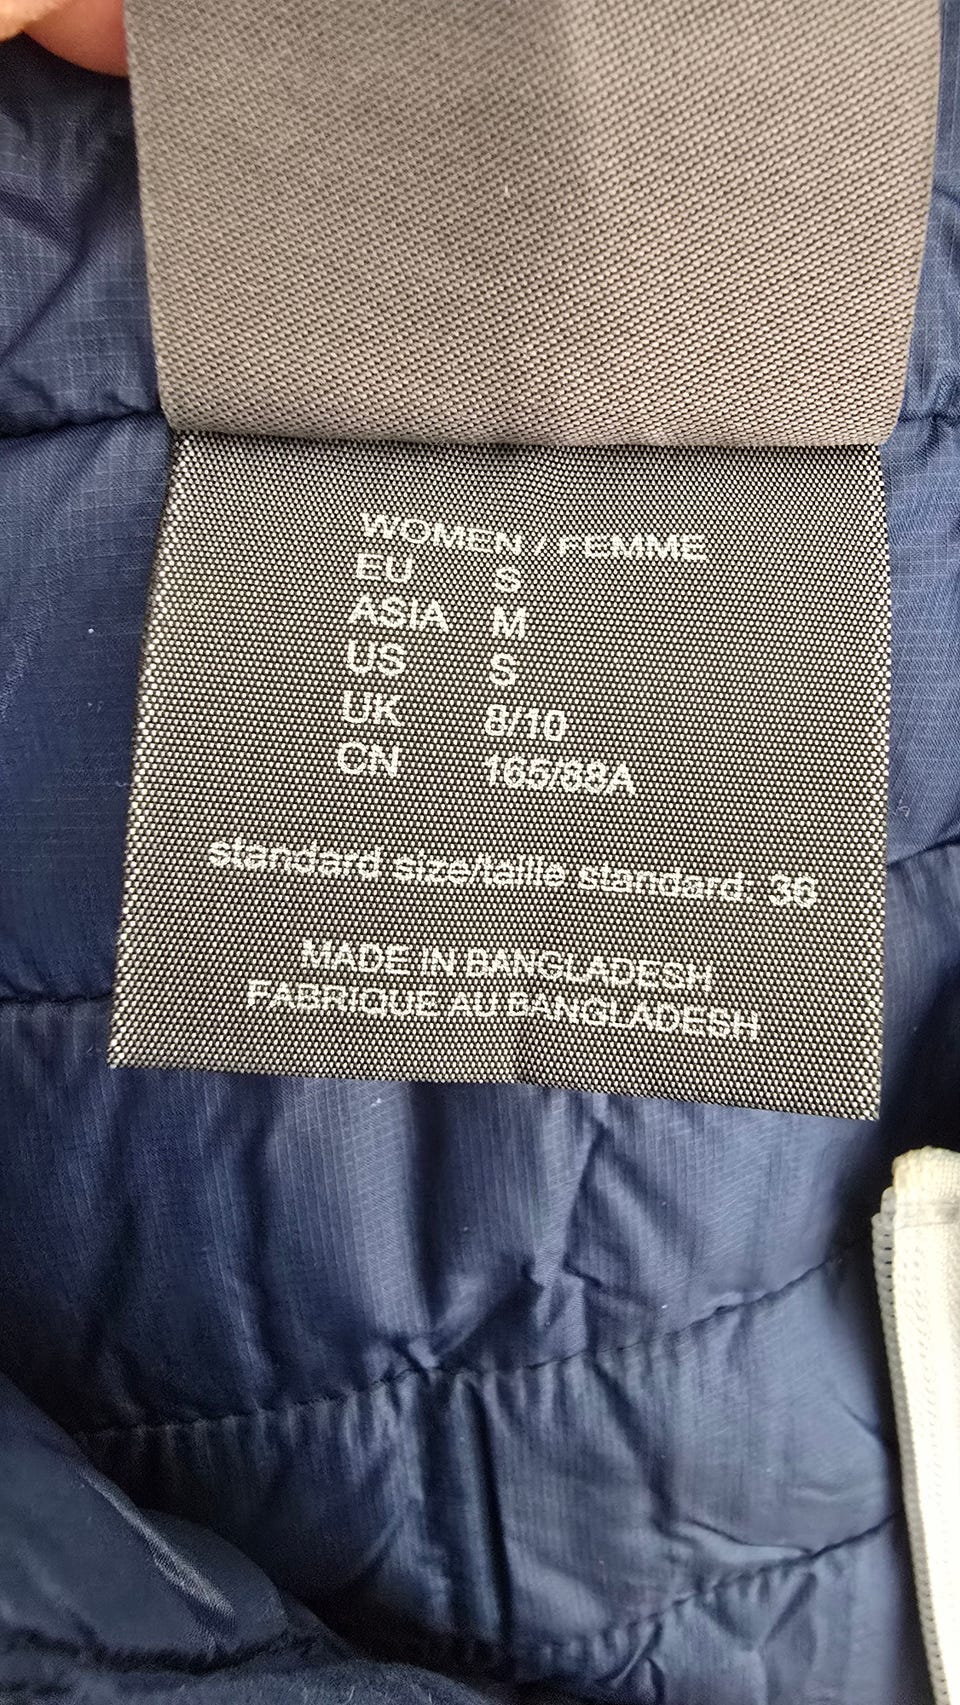 WOMEN / FEMME
EU S
ASIA M
US S
UK 8/10
CN 165/88A
standard size/taille standard. 36
MADE IN BANGLADESH
FABRIQUE AU BANGLADESH